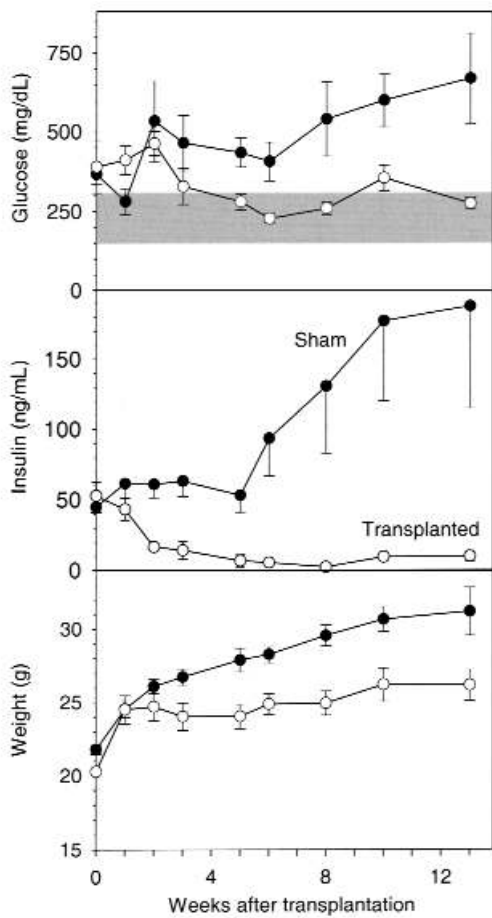 750
500
250
0
Glucose (mg/dL)
Sham
150
100
50
0
Insulin (ng/mL)
Transplanted
30
25
20
15
Weight (g)
0 4 8 12
Weeks after transplantation